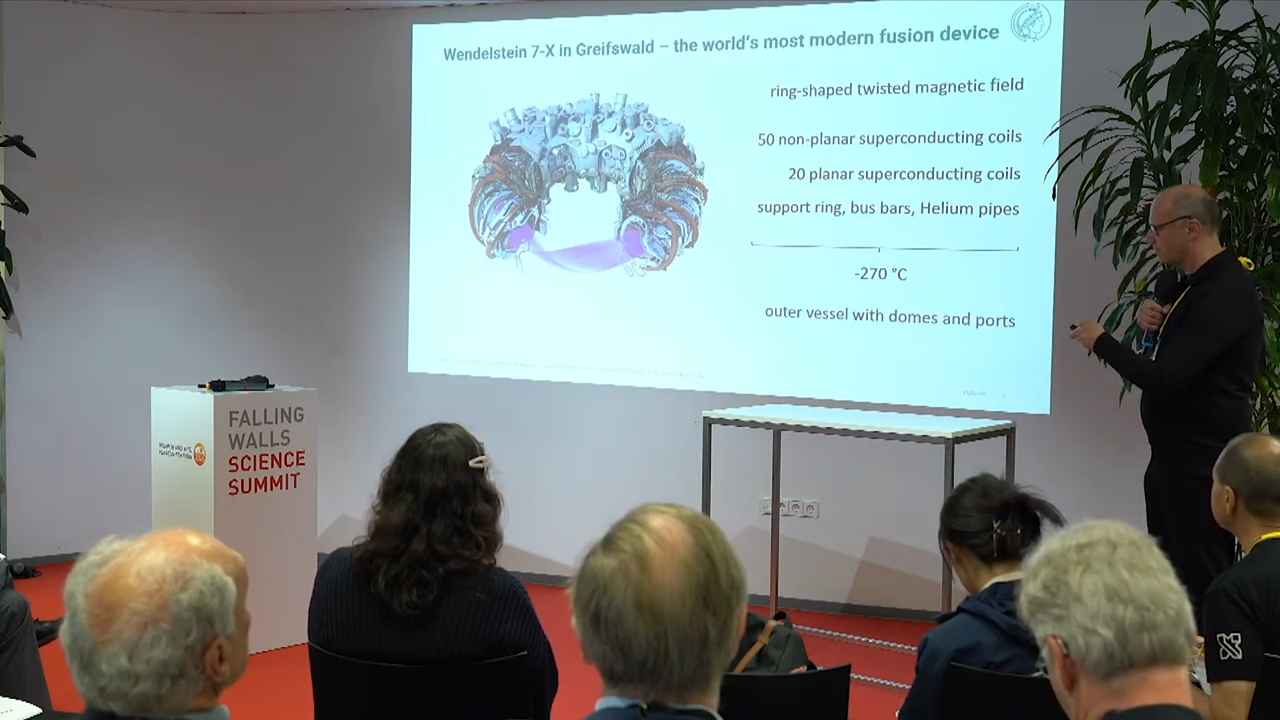 Wendelstein 7-X in Greifswald – the world's most modern fusion device
ring-shaped twisted magnetic field
50 non-planar superconducting coils
20 planar superconducting coils
support ring, bus bars, Helium pipes
-270 °C
outer vessel with domes and ports
FALLING
WALLS
SCIENCE
SUMMIT